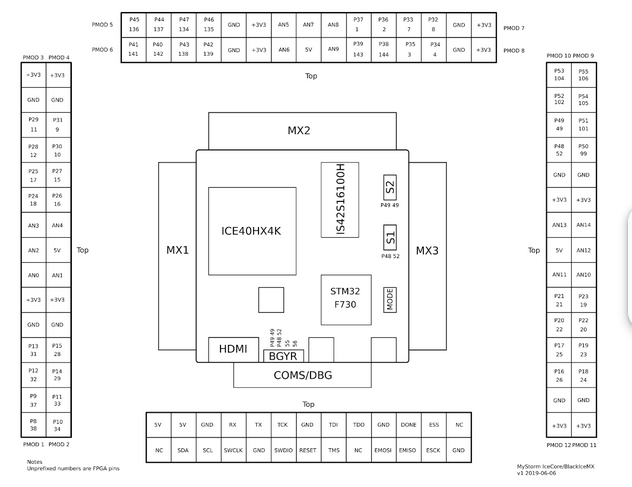 PMOD 5 P45 P44 P47 P46 GND +3V3 AN5 AN7 AN8 P37 P36 P33 P32 GND +3V3 PMOD 7
136 137 134 135 1 2 7 8
PMOD 6 P41 P40 P43 P42 GND +3V3 AN6 5V AN9 P39 P38 P35 P34 GND +3V3 PMOD 8
141 142 138 139 143 144 3 4
Top
PMOD 3 PMOD 4
+3V3 +3V3
GND GND
P29 P31
11 9
P28 P30
12 10
P25 P27
17 15
P24 P26
18 16
AN3 AN4
AN2 5V
Top
AN0 AN1
+3V3 +3V3
GND GND
P13 P15
31 28
P12 P14
32 29
P9 P11
37 33
P8 P10
38 34
PMOD 1 PMOD 2
MX2
MX1
ICE40HX4K
IS42S16100H
S2
P49 49
S1
P48 52
MX3
STM32
F730
MODE
HDMI
P49 49
P48 52
55
56
BGYR
COMS/DBG
PMOD 10 PMOD 9
P53 P55
104 106
P52 P54
102 105
P49 P51
49 101
P48 P50
52 99
GND GND
+3V3 +3V3
AN13 AN14
Top
5V AN12
AN11 AN10
P21 P23
21 19
P20 P22
22 20
P17 P19
25 23
P16 P18
26 24
GND GND
+3V3 +3V3
PMOD 12 PMOD 11
Top
5V 5V GND RX TX TCK GND TDI TDO GND DONE ESS NC
NC SDA SCL SWCLK GND SWDIO RESET TMS NC EMOSI EMISO ESCK GND
Notes
Unprefixed numbers are FPGA pins
MyStorm IceCore/BlackIceMX
v1 2019-06-06